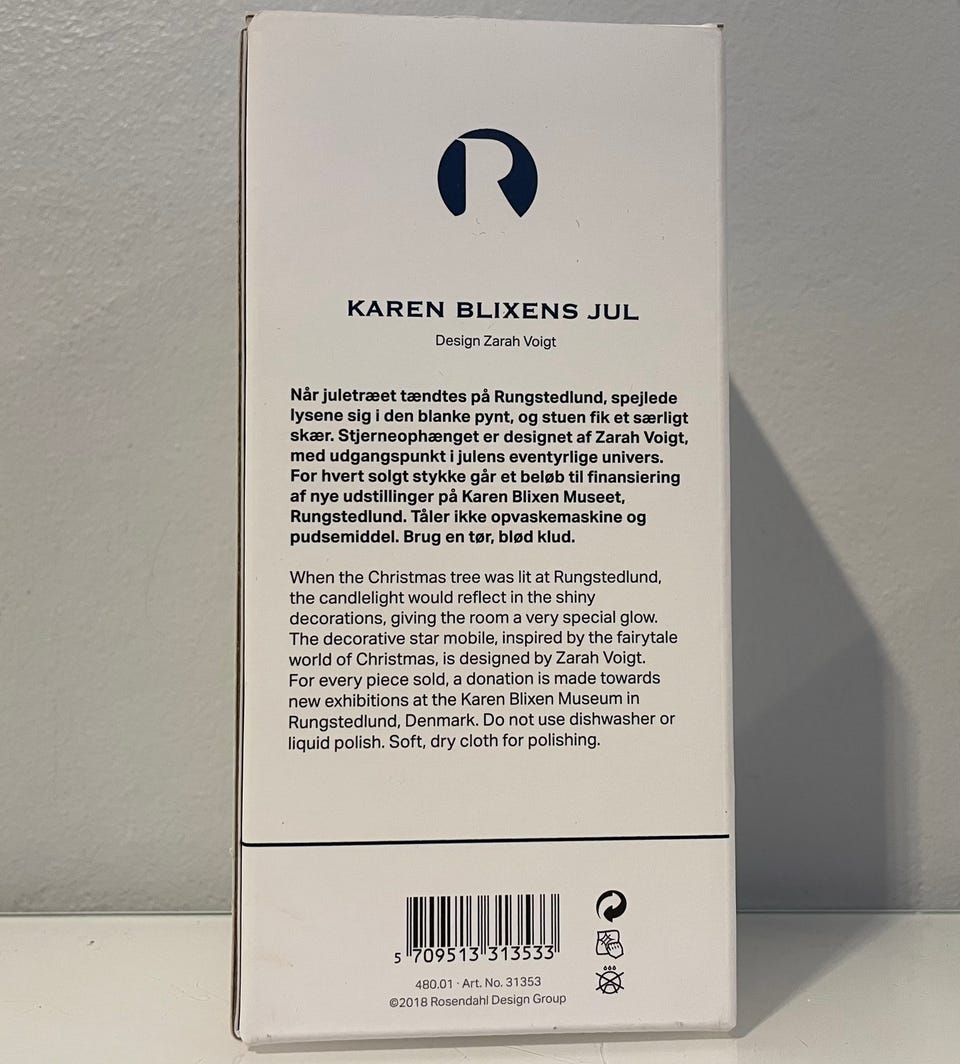 R
KAREN BLIXENS JUL
Design Zarah Voigt
Når juletræet tændtes på Rungstedlund, spejlede
lysene sig i den blanke pynt, og stuen fik et særligt
skær. Stjerneophænget er designet af Zarah Voigt,
med udgangspunkt i julens eventyrlige univers.
For hvert solgt stykke går et beløb til finansiering
af nye udstillinger på Karen Blixen Museet,
Rungstedlund. Tåler ikke opvaskemaskine og
pudsemiddel. Brug en tør, blød klud.
When the Christmas tree was lit at Rungstedlund,
the candlelight would reflect in the shiny
decorations, giving the room a very special glow.
The decorative star mobile, inspired by the fairytale
world of Christmas, is designed by Zarah Voigt.
For every piece sold, a donation is made towards
new exhibitions at the Karen Blixen Museum in
Rungstedlund, Denmark. Do not use dishwasher or
liquid polish. Soft, dry cloth for polishing.
5 709513 313533
480.01 · Art. No. 31353
©2018 Rosendahl Design Group